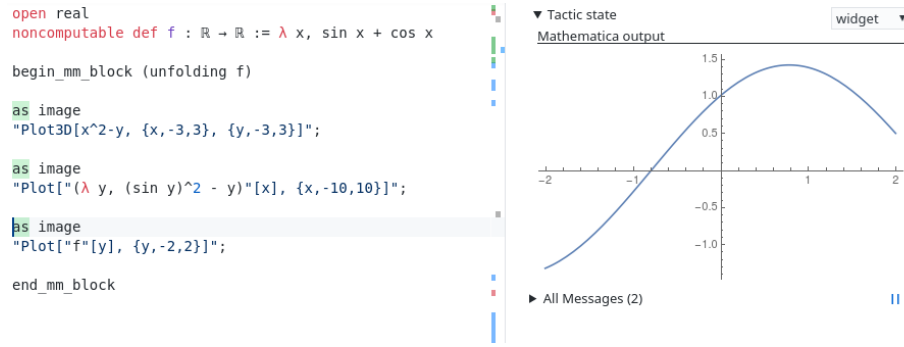 open real
noncomputable def f : ℝ → ℝ := λ x, sin x + cos x
begin_mm_block (unfolding f)
as image
"Plot3D[x^2-y, {x,-3,3}, {y,-3,3}]";
as image
"Plot["(λ y, (sin y)^2 - y)"[x], {x,-10,10}]";
as image
"Plot["f"[y], {y,-2,2}]";
end_mm_block
▼ Tactic state
widget ▼
Mathematica output
1.5
1.0
0.5
-2 -1 1 2
-0.5
-1.0
▶ All Messages (2)